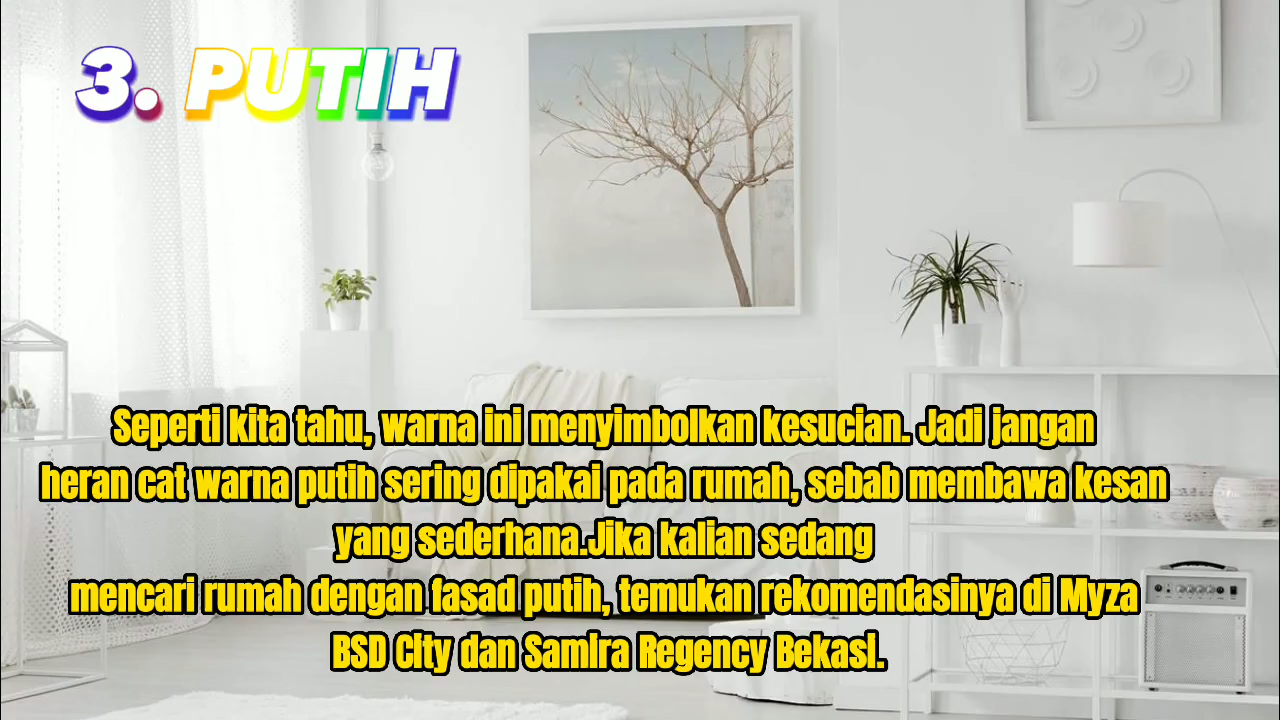 3. PUTIH
Seperti kita tahu, warna ini menyimbolkan kesucian. Jadi jangan
heran cat warna putih sering dipakai pada rumah, sebab membawa kesan
yang sederhana.Jika kalian sedang
mencari rumah dengan fasad putih, temukan rekomendasinya di Myza
BSD City dan Samira Regency Bekasi.